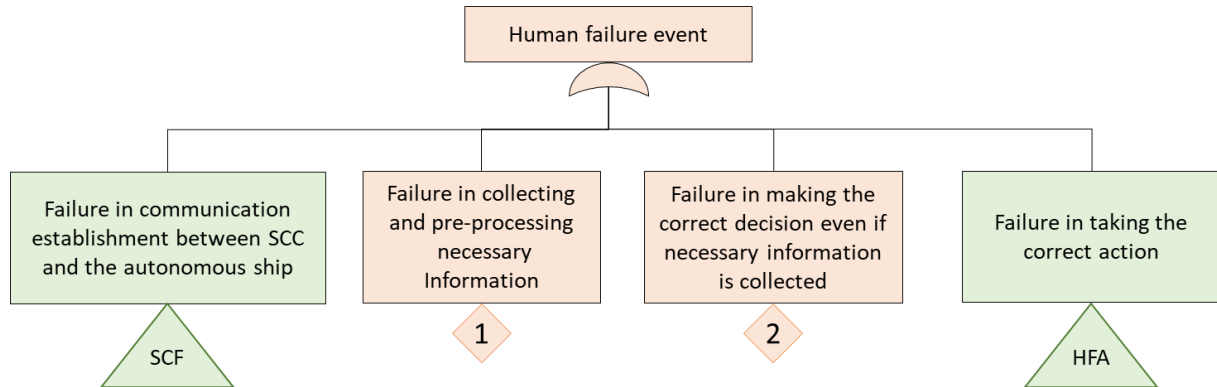 Human failure event
Failure in communication
establishment between SCC
and the autonomous ship
Failure in collecting
and pre-processing
necessary
Information
Failure in making the
correct decision even if
necessary information
is collected
Failure in taking the
correct action
SCF
1
2
HFA